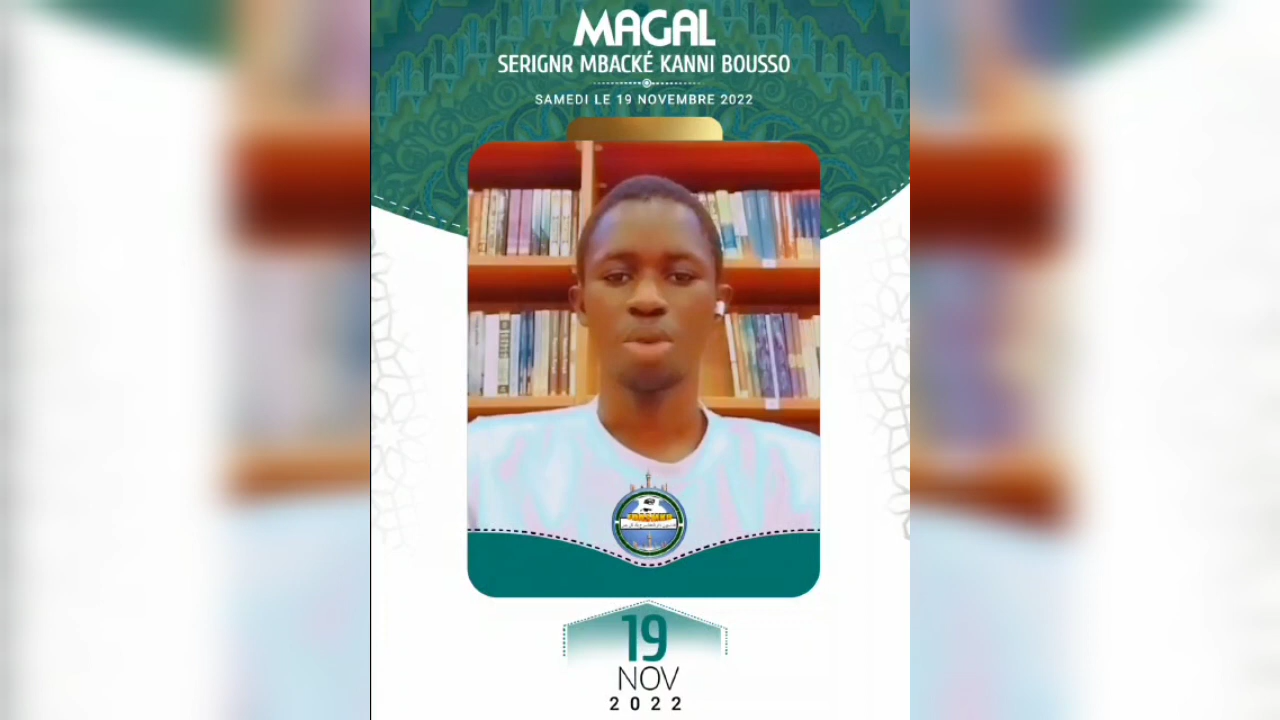 MAGAL
SERIGNR MBACKÉ KANNI BOUSSO
SAMEDI LE 19 NOVEMBRE 2022
19
NOV
2022